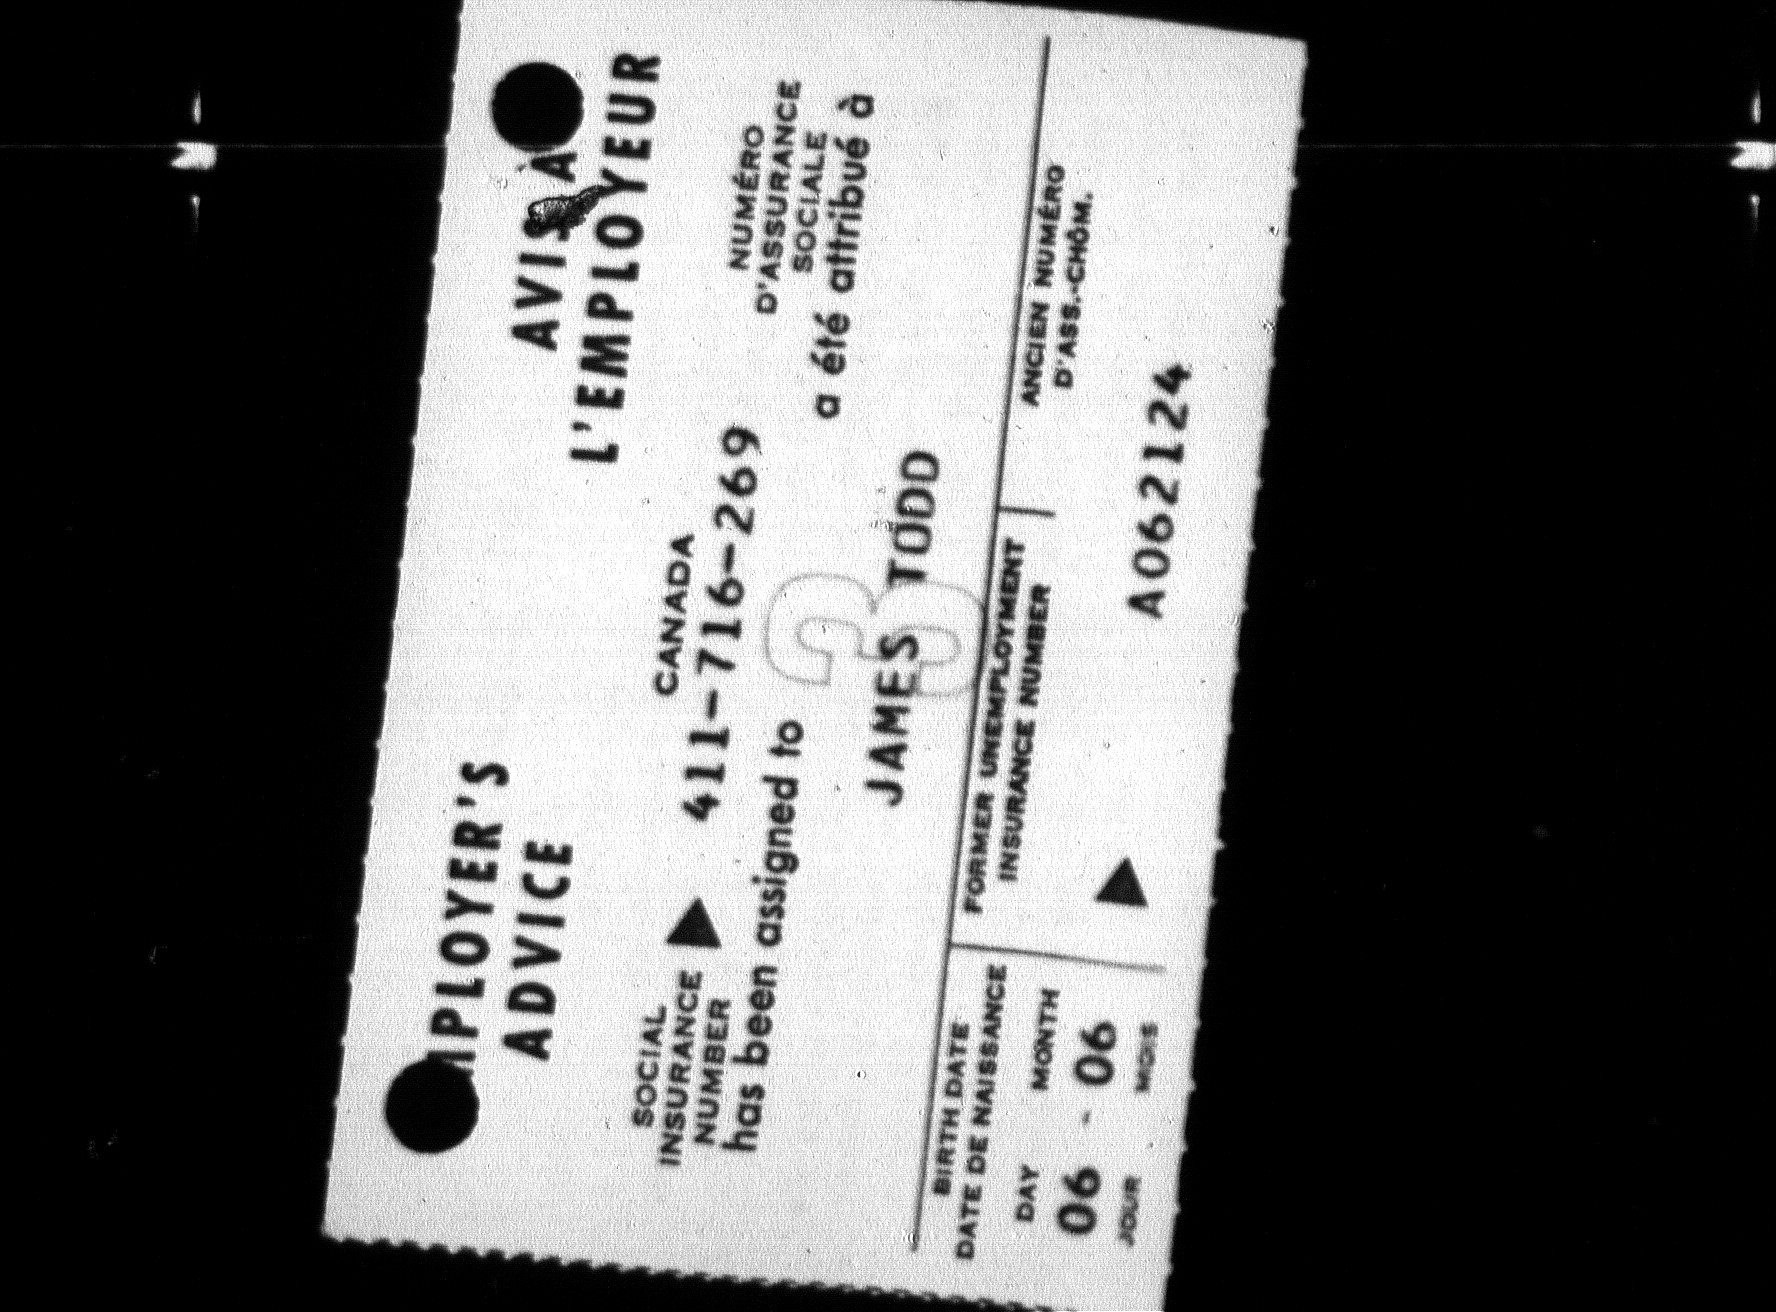 EMPLOYER'S ADVICE
AVIS À L'EMPLOYEUR
CANADA
SOCIAL INSURANCE NUMBER
411-716-269
NUMÉRO D'ASSURANCE SOCIALE
has been assigned to
a été attribué à
33
JAMES TODD
BIRTH DATE
DATE DE NAISSANCE
DAY MONTH
06 - 06
JOUR MOIS
FORMER UNEMPLOYMENT
INSURANCE NUMBER
ANCIEN NUMÉRO
D'ASS.-CHÔM.
A062124